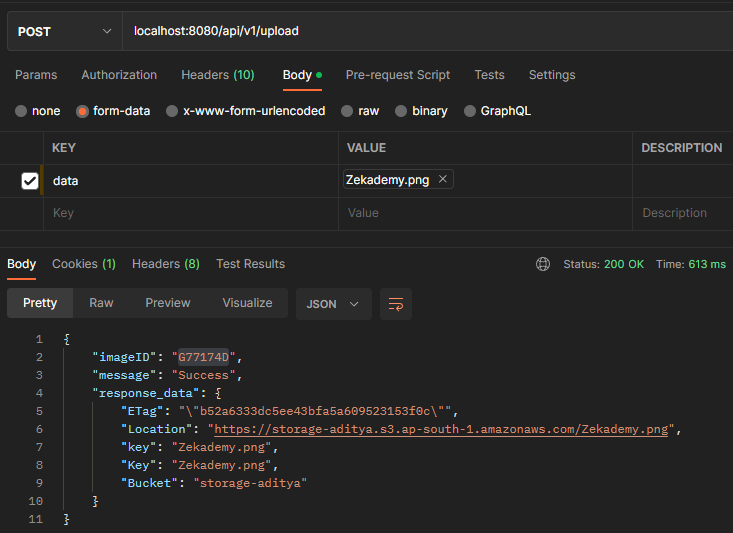 POST localhost:8080/api/v1/upload
Params Authorization Headers (10) Body Pre-request Script Tests Settings
none form-data x-www-form-urlencoded raw binary GraphQL
KEY VALUE DESCRIPTION
data Zekademy.png
Key Value Description
Body Cookies (1) Headers (8) Test Results Status: 200 OK Time: 613 ms
Pretty Raw Preview Visualize JSON
1 {
2 "imageID": "G77174D",
3 "message": "Success",
4 "response_data": {
5 "ETag": "\"b52a6333dc5ee43bfa5a609523153f0c\"",
6 "Location": "https://storage-aditya.s3.ap-south-1.amazonaws.com/Zekademy.png",
7 "key": "Zekademy.png",
8 "Key": "Zekademy.png",
9 "Bucket": "storage-aditya"
10 }
11 }